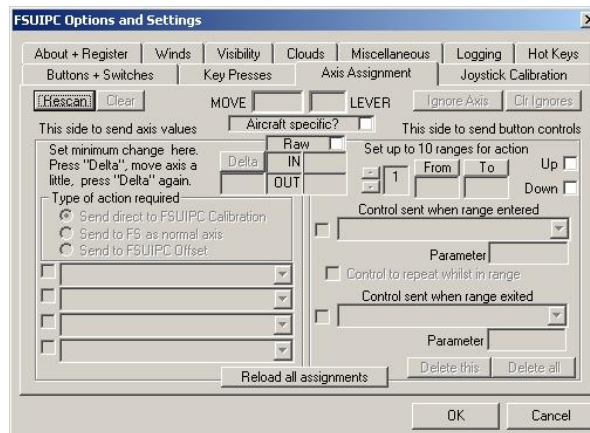 FSUIPC Options and Settings
About + Register Winds Visibility Clouds Miscellaneous Logging Hot Keys
Buttons + Switches Key Presses Axis Assignment Joystick Calibration
Rescan Clear MOVE LEVER Ignore Axis Clr Ignores
This side to send axis values Aircraft specific? This side to send button controls
Set minimum change here. Raw Set up to 10 ranges for action
Press "Delta", move axis a Delta IN 1 From To Up
little, press "Delta" again. OUT Down
Type of action required
Send direct to FSUIPC Calibration Control sent when range entered
Send to FS as normal axis
Send to FSUIPC Offset Parameter
Control to repeat whilst in range
Control sent when range exited
Parameter
Delete this Delete all
Reload all assignments
OK Cancel